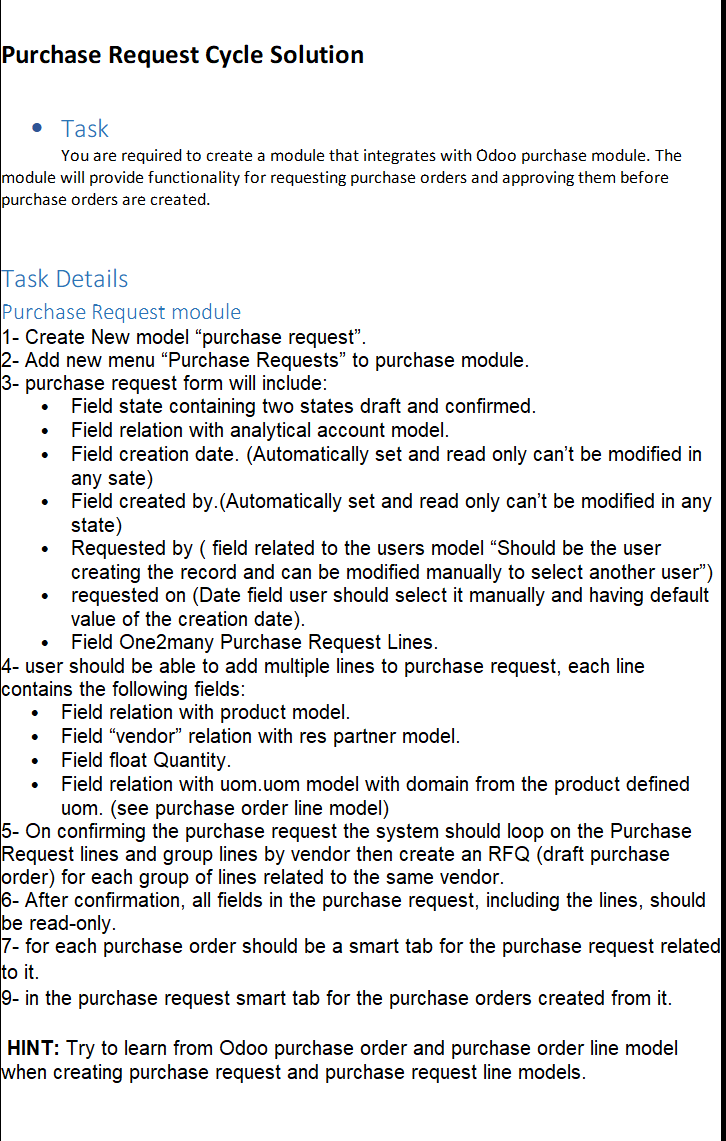 Purchase Request Cycle Solution
• Task
You are required to create a module that integrates with Odoo purchase module. The
module will provide functionality for requesting purchase orders and approving them before
purchase orders are created.
Task Details
Purchase Request module
1- Create New model “purchase request”.
2- Add new menu “Purchase Requests” to purchase module.
3- purchase request form will include:
• Field state containing two states draft and confirmed.
• Field relation with analytical account model.
• Field creation date. (Automatically set and read only can’t be modified in
any sate)
• Field created by.(Automatically set and read only can’t be modified in any
state)
• Requested by ( field related to the users model “Should be the user
creating the record and can be modified manually to select another user”)
• requested on (Date field user should select it manually and having default
value of the creation date).
• Field One2many Purchase Request Lines.
4- user should be able to add multiple lines to purchase request, each line
contains the following fields:
• Field relation with product model.
• Field “vendor” relation with res partner model.
• Field float Quantity.
• Field relation with uom.uom model with domain from the product defined
uom. (see purchase order line model)
5- On confirming the purchase request the system should loop on the Purchase
Request lines and group lines by vendor then create an RFQ (draft purchase
order) for each group of lines related to the same vendor.
6- After confirmation, all fields in the purchase request, including the lines, should
be read-only.
7- for each purchase order should be a smart tab for the purchase request related
to it.
9- in the purchase request smart tab for the purchase orders created from it.
HINT: Try to learn from Odoo purchase order and purchase order line model
when creating purchase request and purchase request line models.